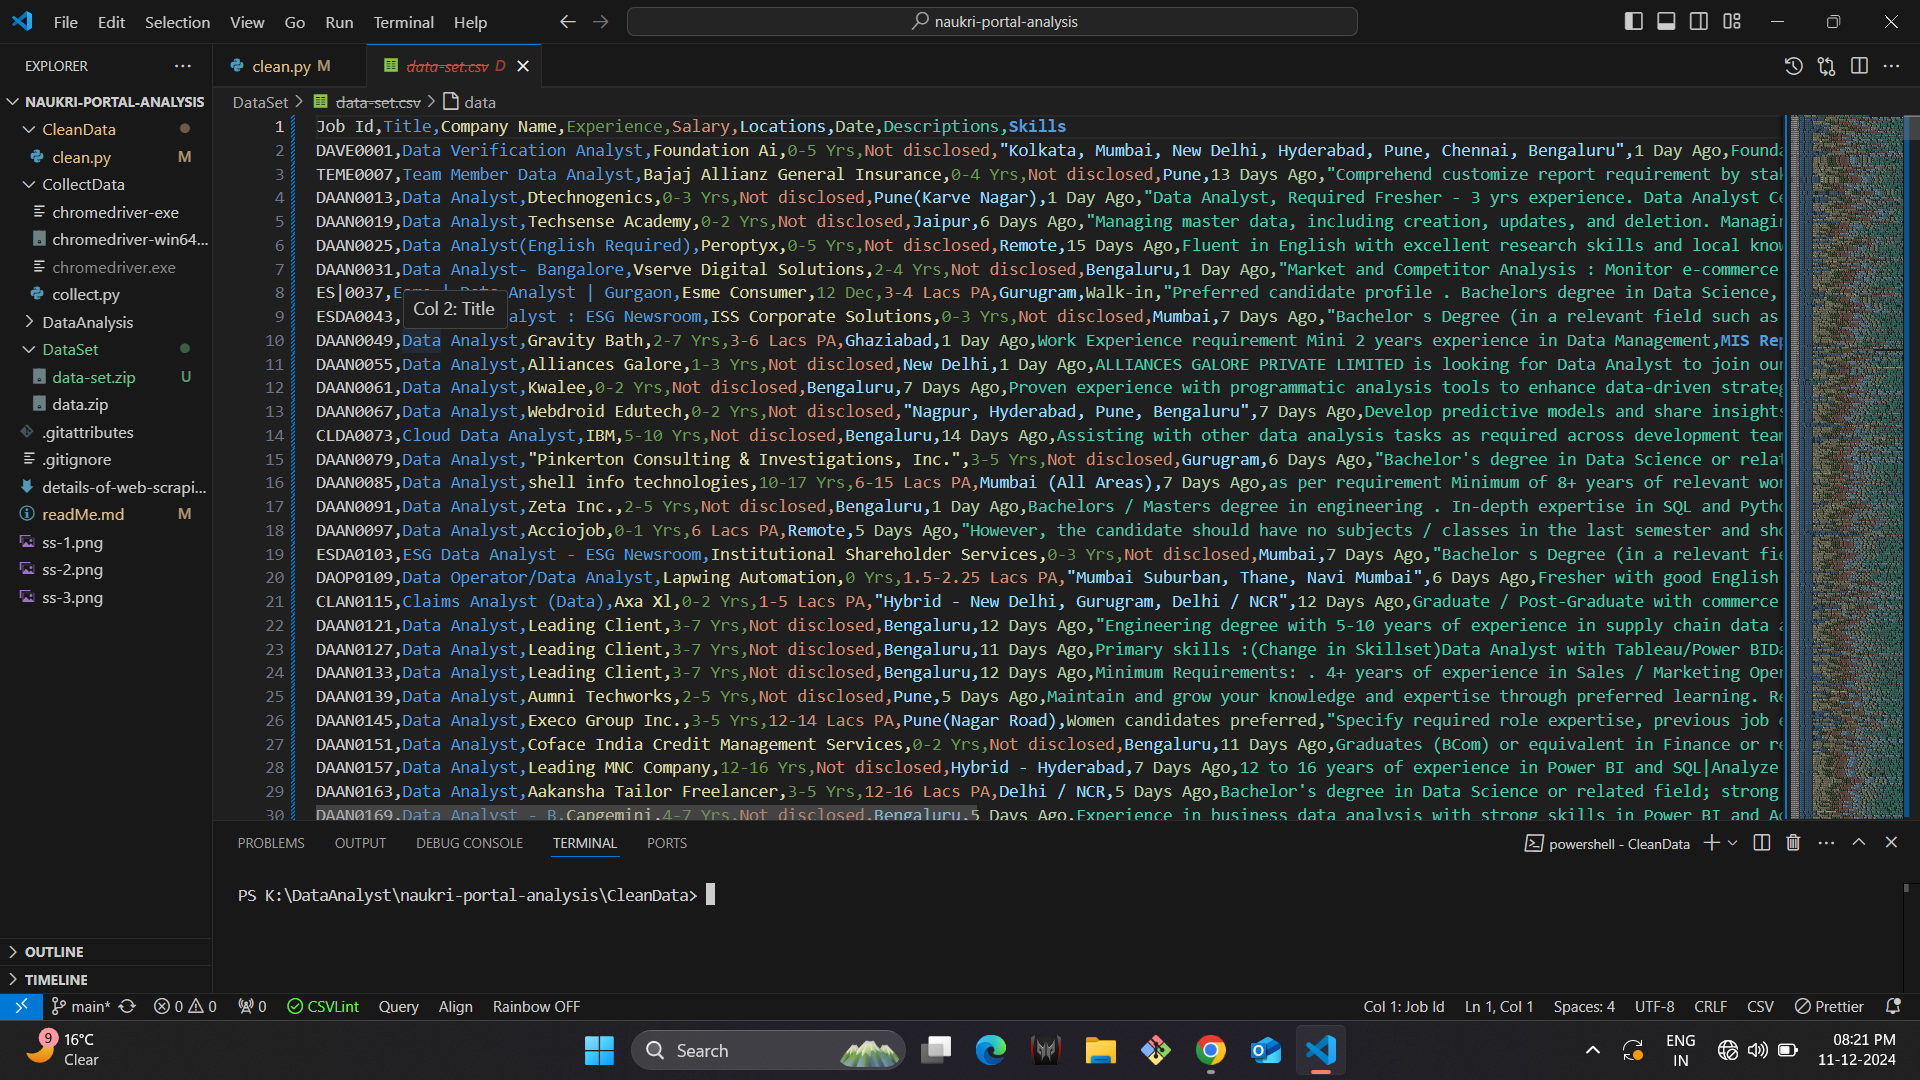 File Edit Selection View Go Run Terminal Help
naukri-portal-analysis
EXPLORER
clean.py M
data-set.csv D
NAUKRI-PORTAL-ANALYSIS
CleanData
clean.py M
CollectData
chromedriver-exe
chromedriver-win64...
chromedriver.exe
collect.py
DataAnalysis
DataSet
data-set.zip U
data.zip
.gitattributes
.gitignore
details-of-web-scrapi...
readMe.md M
ss-1.png
ss-2.png
ss-3.png
OUTLINE
TIMELINE
DataSet > data-set.csv > data
1 Job Id,Title,Company Name,Experience,Salary,Locations,Date,Descriptions,Skills
2 DAVE0001,Data Verification Analyst,Foundation Ai,0-5 Yrs,Not disclosed,"Kolkata, Mumbai, New Delhi, Hyderabad, Pune, Chennai, Bengaluru",1 Day Ago,Founda
3 TEME0007,Team Member Data Analyst,Bajaj Allianz General Insurance,0-4 Yrs,Not disclosed,Pune,13 Days Ago,"Comprehend customize report requirement by sta
4 DAAN0013,Data Analyst,Dtechnogenics,0-3 Yrs,Not disclosed,Pune(Karve Nagar),1 Day Ago,"Data Analyst, Required Fresher - 3 yrs experience. Data Analyst Ce
5 DAAN0019,Data Analyst,Techsense Academy,0-2 Yrs,Not disclosed,Jaipur,6 Days Ago,"Managing master data, including creation, updates, and deletion. Managin
6 DAAN0025,Data Analyst(English Required),Peroptyx,0-5 Yrs,Not disclosed,Remote,15 Days Ago,Fluent in English with excellent research skills and local know
7 DAAN0031,Data Analyst- Bangalore,Vserve Digital Solutions,2-4 Yrs,Not disclosed,Bengaluru,1 Day Ago,"Market and Competitor Analysis : Monitor e-commerce
8 ES|0037,Esme | Data Analyst | Gurgaon,Esme Consumer,12 Dec,3-4 Lacs PA,Gurugram,Walk-in,"Preferred candidate profile . Bachelors degree in Data Science,
Col 2: Title
9 ESDA0043, alyst : ESG Newsroom,ISS Corporate Solutions,0-3 Yrs,Not disclosed,Mumbai,7 Days Ago,"Bachelor s Degree (in a relevant field such as
10 DAAN0049,Data Analyst,Gravity Bath,2-7 Yrs,3-6 Lacs PA,Ghaziabad,1 Day Ago,Work Experience requirement Mini 2 years experience in Data Management,MIS Rep
11 DAAN0055,Data Analyst,Alliances Galore,1-3 Yrs,Not disclosed,New Delhi,1 Day Ago,ALLIANCES GALORE PRIVATE LIMITED is looking for Data Analyst to join our
12 DAAN0061,Data Analyst,Kwalee,0-2 Yrs,Not disclosed,Bengaluru,7 Days Ago,Proven experience with programmatic analysis tools to enhance data-driven strateg
13 DAAN0067,Data Analyst,Webdroid Edutech,0-2 Yrs,Not disclosed,"Nagpur, Hyderabad, Pune, Bengaluru",7 Days Ago,Develop predictive models and share insights
14 CLDA0073,Cloud Data Analyst,IBM,5-10 Yrs,Not disclosed,Bengaluru,14 Days Ago,Assisting with other data analysis tasks as required across development team
15 DAAN0079,Data Analyst,"Pinkerton Consulting & Investigations, Inc.",3-5 Yrs,Not disclosed,Gurugram,6 Days Ago,"Bachelor's degree in Data Science or relat
16 DAAN0085,Data Analyst,shell info technologies,10-17 Yrs,6-15 Lacs PA,Mumbai (All Areas),7 Days Ago,as per requirement Minimum of 8+ years of relevant wor
17 DAAN0091,Data Analyst,Zeta Inc.,2-5 Yrs,Not disclosed,Bengaluru,1 Day Ago,Bachelors / Masters degree in engineering . In-depth expertise in SQL and Pytho
18 DAAN0097,Data Analyst,Acciojob,0-1 Yrs,6 Lacs PA,Remote,5 Days Ago,"However, the candidate should have no subjects / classes in the last semester and sho
19 ESDA0103,ESG Data Analyst - ESG Newsroom,Institutional Shareholder Services,0-3 Yrs,Not disclosed,Mumbai,7 Days Ago,"Bachelor s Degree (in a relevant fie
20 DAOP0109,Data Operator/Data Analyst,Lapwing Automation,0 Yrs,1.5-2.25 Lacs PA,"Mumbai Suburban, Thane, Navi Mumbai",6 Days Ago,Fresher with good English
21 CLAN0115,Claims Analyst (Data),Axa Xl,0-2 Yrs,1-5 Lacs PA,"Hybrid - New Delhi, Gurugram, Delhi / NCR",12 Days Ago,Graduate / Post-Graduate with commerce
22 DAAN0121,Data Analyst,Leading Client,3-7 Yrs,Not disclosed,Bengaluru,12 Days Ago,"Engineering degree with 5-10 years of experience in supply chain data a
23 DAAN0127,Data Analyst,Leading Client,3-7 Yrs,Not disclosed,Bengaluru,11 Days Ago,Primary skills :(Change in Skillset)Data Analyst with Tableau/Power BIDa
24 DAAN0133,Data Analyst,Leading Client,3-7 Yrs,Not disclosed,Bengaluru,12 Days Ago,Minimum Requirements: . 4+ years of experience in Sales / Marketing Oper
25 DAAN0139,Data Analyst,Aumni Techworks,2-5 Yrs,Not disclosed,Pune,5 Days Ago,Maintain and grow your knowledge and expertise through preferred learning. Re
26 DAAN0145,Data Analyst,Execo Group Inc.,3-5 Yrs,12-14 Lacs PA,Pune(Nagar Road),Women candidates preferred,"Specify required role expertise, previous job e
27 DAAN0151,Data Analyst,Coface India Credit Management Services,0-2 Yrs,Not disclosed,Bengaluru,11 Days Ago,Graduates (BCom) or equivalent in Finance or re
28 DAAN0157,Data Analyst,Leading MNC Company,12-16 Yrs,Not disclosed,Hybrid - Hyderabad,7 Days Ago,12 to 16 years of experience in Power BI and SQL|Analyze
29 DAAN0163,Data Analyst,Aakansha Tailor Freelancer,3-5 Yrs,12-16 Lacs PA,Delhi / NCR,5 Days Ago,Bachelor's degree in Data Science or related field; strong
30 DAAN0169,Data Analyst - B,Capgemini,4-7 Yrs,Not disclosed,Bengaluru,5 Days Ago,Experience in business data analysis with strong skills in Power BI and Ad
PROBLEMS OUTPUT DEBUG CONSOLE TERMINAL PORTS
powershell - CleanData
PS K:\DataAnalyst\naukri-portal-analysis\CleanData>
main* 0 0 0 CSVLint Query Align Rainbow OFF
Col 1: Job Id Ln 1, Col 1 Spaces: 4 UTF-8 CRLF CSV Prettier
9
16°C
Clear
Search
ENG
IN
08:21 PM
11-12-2024